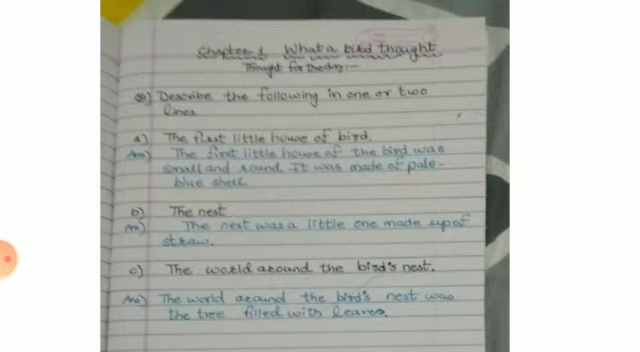 Chapter 1 What a bird thought
Thought for the day:-
Q) Describe the following in one or two
lines
a) The first little house of bird.
Ans) The first little house of the bird was
small and round. It was made of pale-
blue shell.
b) The nest
Ans) The nest was a little one made up of
straw.
c) The world around the bird's nest.
Ans) The world around the bird's nest was
the tree filled with leaves.